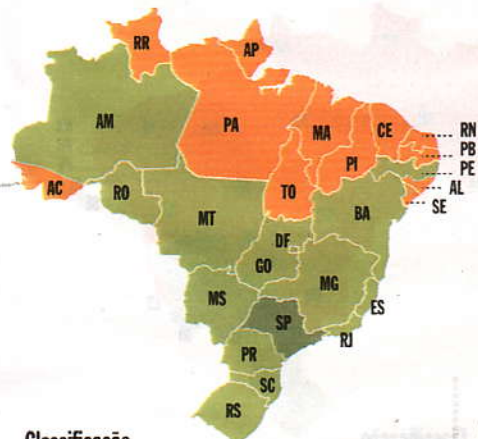 RR
AP
AM
PA
MA
CE
RN
PB
PE
AL
SE
PI
AC
RO
TO
MT
BA
DF
GO
MG
MS
ES
SP
RJ
PR
SC
RS
Classificação